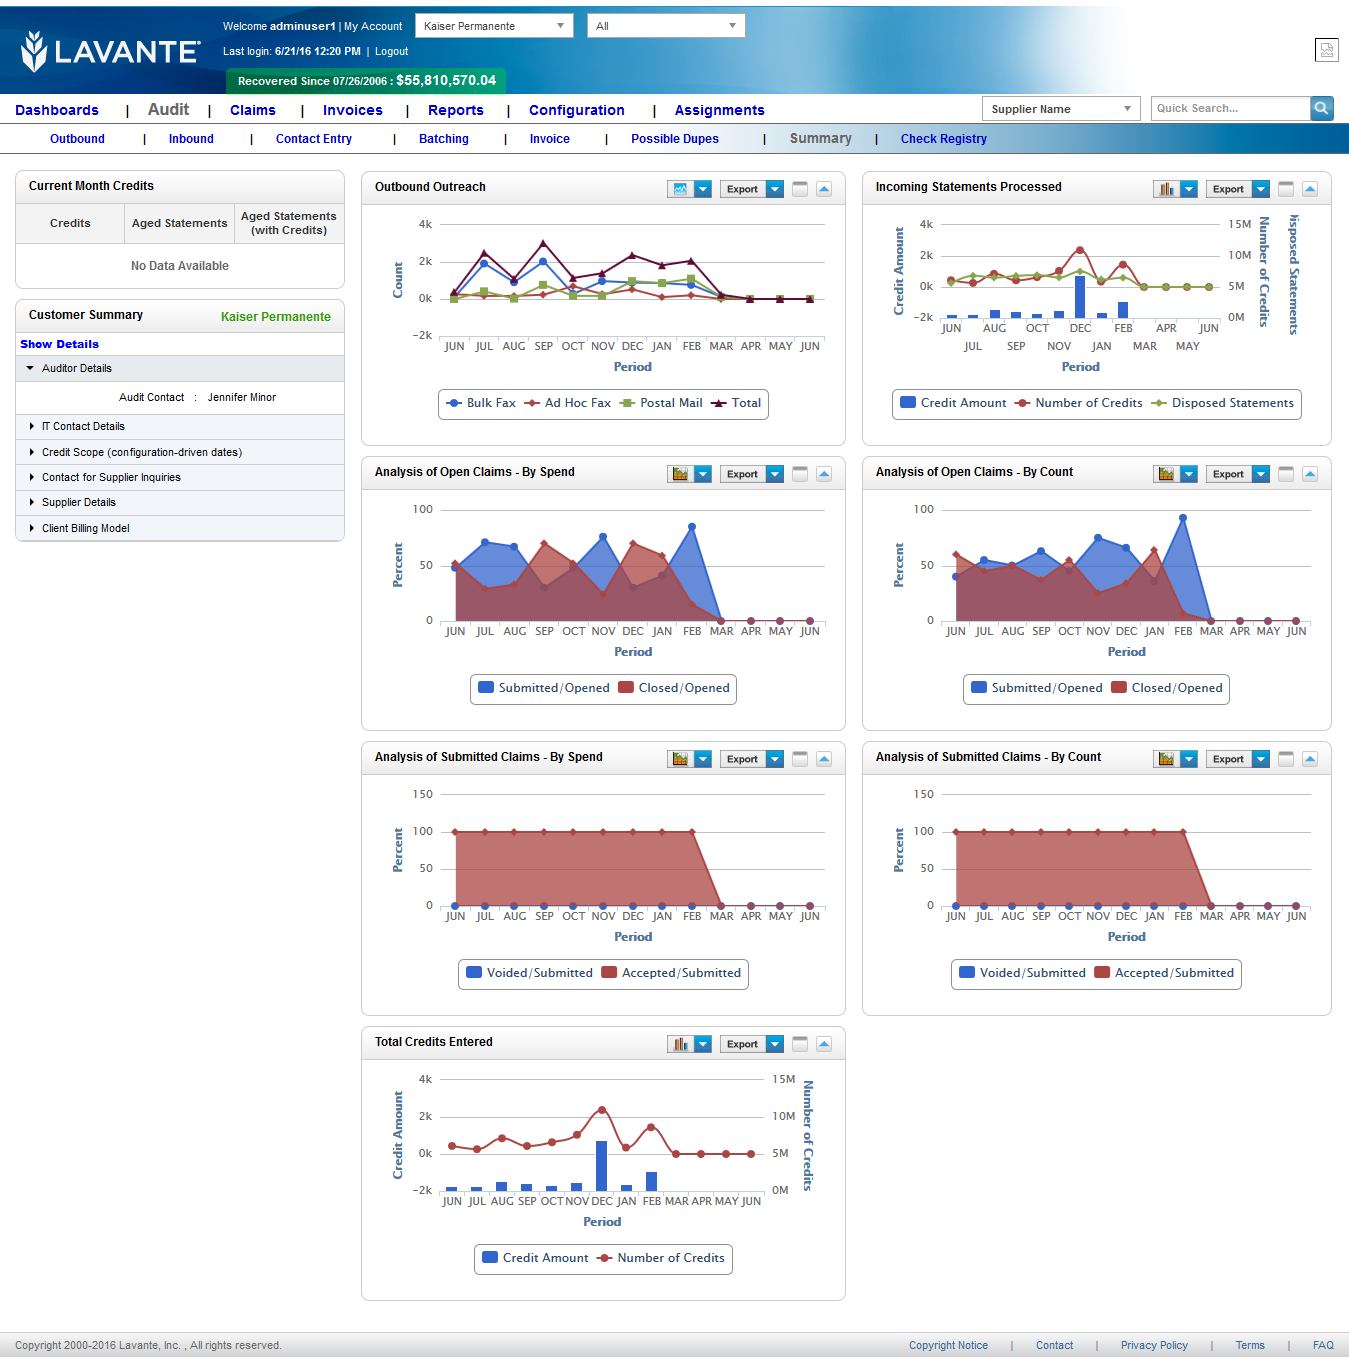 LAVANTE
Welcome adminuser1 | My Account
Kaiser Permanente
All
Last login: 6/21/16 12:20 PM | Logout
Recovered Since 07/26/2006 : $55,810,570.04
Dashboards | Audit | Claims | Invoices | Reports | Configuration | Assignments
Supplier Name
Quick Search...
Outbound | Inbound | Contact Entry | Batching | Invoice | Possible Dupes | Summary | Check Registry
Current Month Credits
Credits
Aged Statements
Aged Statements
(with Credits)
No Data Available
Customer Summary
Kaiser Permanente
Show Details
Auditor Details
Audit Contact : Jennifer Minor
IT Contact Details
Credit Scope (configuration-driven dates)
Contact for Supplier Inquiries
Supplier Details
Client Billing Model
Outbound Outreach
Export
4k
2k
0k
−2k
Count
JUN JUL AUG SEP OCT NOV DEC JAN FEB MAR APR MAY JUN
Period
Bulk Fax Ad Hoc Fax Postal Mail Total
Incoming Statements Processed
Export
4k
2k
0k
−2k
Credit Amount
15M
10M
5M
0M
Number of Credits
Disposed Statements
JUN AUG OCT DEC FEB APR JUN
JUL SEP NOV JAN MAR MAY
Period
Credit Amount Number of Credits Disposed Statements
Analysis of Open Claims - By Spend
Export
100
50
0
Percent
JUN JUL AUG SEP OCT NOV DEC JAN FEB MAR APR MAY JUN
Period
Submitted/Opened Closed/Opened
Analysis of Open Claims - By Count
Export
100
50
0
Percent
JUN JUL AUG SEP OCT NOV DEC JAN FEB MAR APR MAY JUN
Period
Submitted/Opened Closed/Opened
Analysis of Submitted Claims - By Spend
Export
150
100
50
0
Percent
JUN JUL AUG SEP OCT NOV DEC JAN FEB MAR APR MAY JUN
Period
Voided/Submitted Accepted/Submitted
Analysis of Submitted Claims - By Count
Export
150
100
50
0
Percent
JUN JUL AUG SEP OCT NOV DEC JAN FEB MAR APR MAY JUN
Period
Voided/Submitted Accepted/Submitted
Total Credits Entered
Export
4k
2k
0k
−2k
Credit Amount
15M
10M
5M
0M
Number of Credits
JUN JUL AUG SEP OCT NOV DEC JAN FEB MAR APR MAY JUN
Period
Credit Amount Number of Credits
Copyright 2000-2016 Lavante, Inc. , All rights reserved.
Copyright Notice | Contact | Privacy Policy | Terms | FAQ